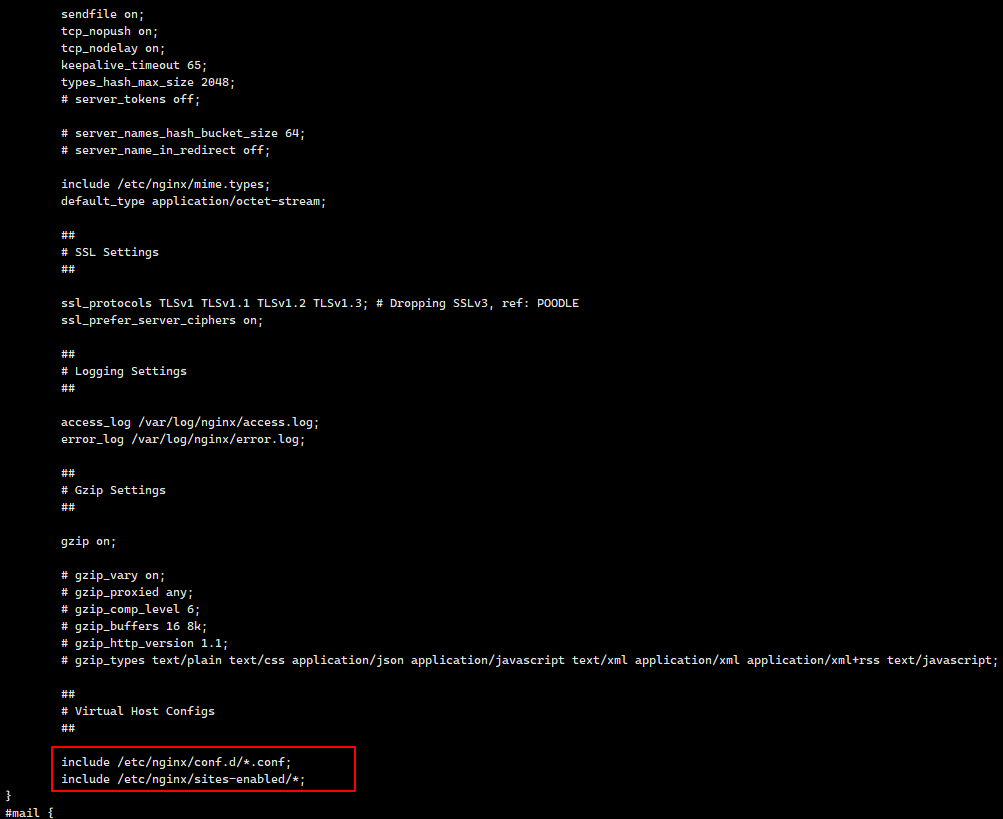 sendfile on;
tcp_nopush on;
tcp_nodelay on;
keepalive_timeout 65;
types_hash_max_size 2048;
# server_tokens off;
# server_names_hash_bucket_size 64;
# server_name_in_redirect off;
include /etc/nginx/mime.types;
default_type application/octet-stream;
##
# SSL Settings
##
ssl_protocols TLSv1 TLSv1.1 TLSv1.2 TLSv1.3; # Dropping SSLv3, ref: POODLE
ssl_prefer_server_ciphers on;
##
# Logging Settings
##
access_log /var/log/nginx/access.log;
error_log /var/log/nginx/error.log;
##
# Gzip Settings
##
gzip on;
# gzip_vary on;
# gzip_proxied any;
# gzip_comp_level 6;
# gzip_buffers 16 8k;
# gzip_http_version 1.1;
# gzip_types text/plain text/css application/json application/javascript text/xml application/xml application/xml+rss text/javascript;
##
# Virtual Host Configs
##
include /etc/nginx/conf.d/*.conf;
include /etc/nginx/sites-enabled/*;
}
#mail {